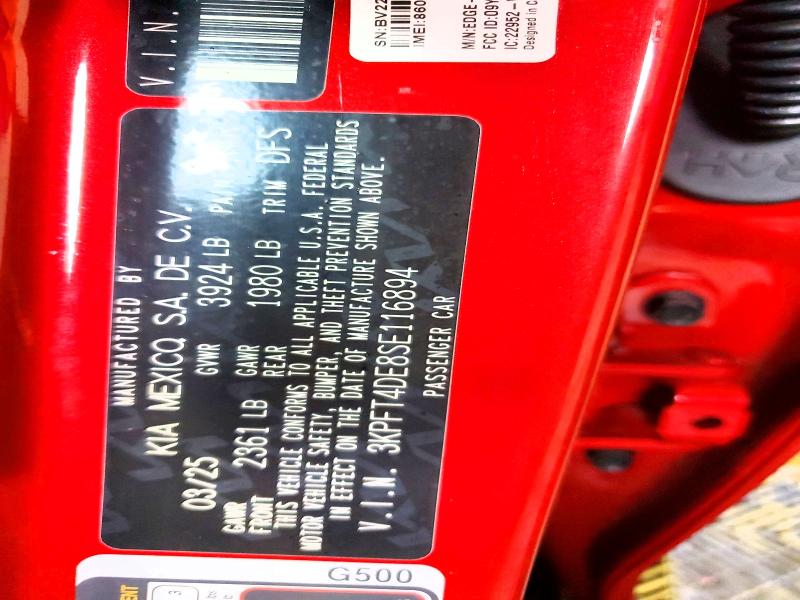 V.I.N.
SN:BV22
IMEI:860
M/N:EDGE-
FCC ID:D9Y
IC:22952-
Designed in C
MANUFACTURED BY
KIA MEXICO, S.A. DE C.V.
03/25 GVWR 3924 LB
GAWR FRONT 2361 LB GAWR REAR 1980 LB TRIM DFS
THIS VEHICLE CONFORMS TO ALL APPLICABLE U.S.A. FEDERAL
MOTOR VEHICLE SAFETY, BUMPER, AND THEFT PREVENTION STANDARDS
IN EFFECT ON THE DATE OF MANUFACTURE SHOWN ABOVE.
V.I.N. 3KPFT4DE8SE116894
PASSENGER CAR
G500
3